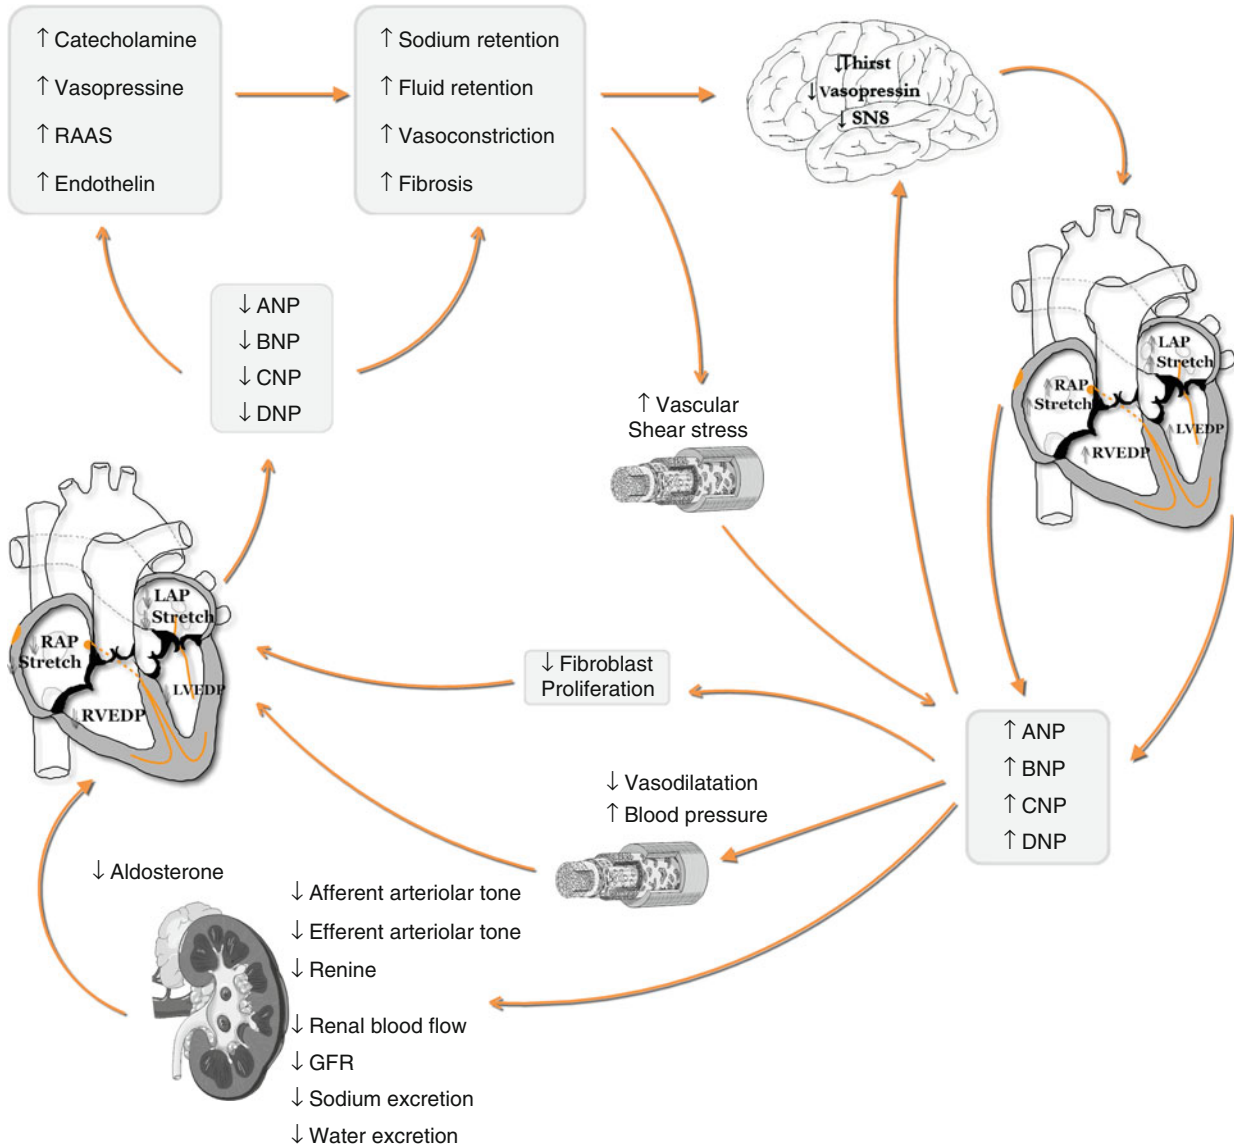 ↑ Catecholamine
↑ Vasopressine
↑ RAAS
↑ Endothelin
↑ Sodium retention
↑ Fluid retention
↑ Vasoconstriction
↑ Fibrosis
↓ Thirst
↓ Vasopressin
↓ SNS
↓ ANP
↓ BNP
↓ CNP
↓ DNP
↑ Vascular
Shear stress
↑ LAP
↑ Stretch
↑ RAP
↑ Stretch
↑ LVEDP
↑ RVEDP
↓ LAP
↓ Stretch
↓ RAP
↓ Stretch
↓ LVEDP
↓ RVEDP
↓ Fibroblast
Proliferation
↑ ANP
↑ BNP
↑ CNP
↑ DNP
↓ Vasodilatation
↑ Blood pressure
↓ Aldosterone
↓ Afferent arteriolar tone
↓ Efferent arteriolar tone
↓ Renine
↓ Renal blood flow
↓ GFR
↓ Sodium excretion
↓ Water excretion